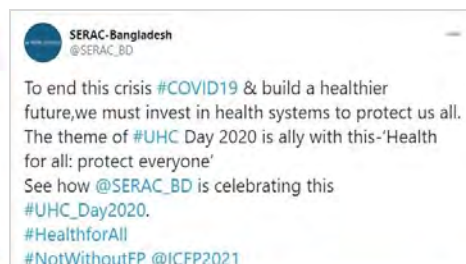 SERAC-Bangladesh
@SERAC_BD
To end this crisis #COVID19 & build a healthier
future,we must invest in health systems to protect us all.
The theme of #UHC Day 2020 is ally with this-‘Health
for all: protect everyone’
See how @SERAC_BD is celebrating this
#UHC_Day2020.
#HealthforAll
#NotWithoutFP @ICFP2021